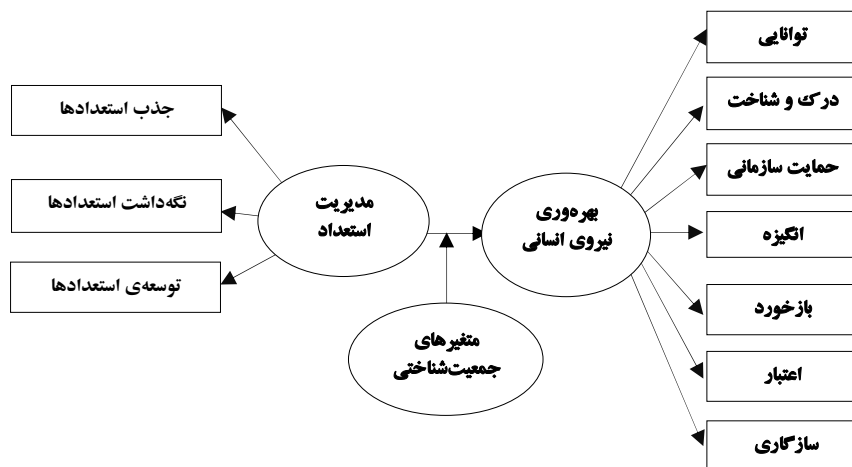 توانایی
درک و شناخت
حمایت سازمانی
انگیزه
بازخورد
اعتبار
سازگاری
بهره‌وری
نیروی انسانی
مدیریت
استعداد
متغیرهای
جمعیت‌شناختی
جذب استعدادها
نگه‌داشت استعدادها
توسعه‌ی استعدادها